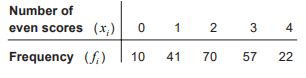 Number of
even scores (xᵢ) 0 1 2 3 4
Frequency (fᵢ) 10 41 70 57 22